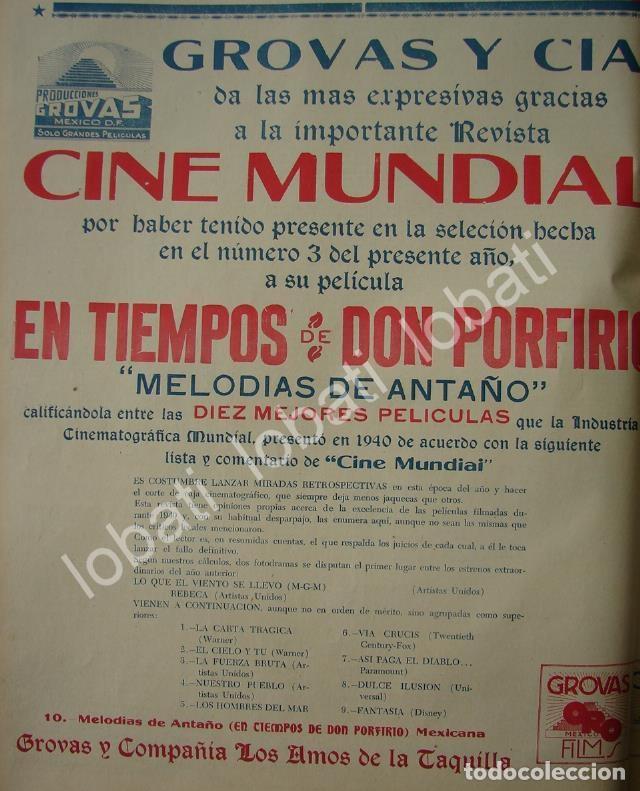 GROVAS Y CIA
PRODUCCIONES
GROVAS
MEXICO D.F.
SOLO GRANDES PELICULAS
da las mas expresivas gracias
a la importante Revista
CINE MUNDIAL
por haber tenido presente en la seleción hecha
en el número 3 del presente año,
a su película
EN TIEMPOS DE DON PORFIRIO
"MELODIAS DE ANTAÑO"
calificándola entre las DIEZ MEJORES PELICULAS que la Industria
Cinematográfica Mundial, presentó en 1940 de acuerdo con la siguiente
lista y comentario de "Cine Mundial"
ES COSTUMBRE LANZAR MIRADAS RETROSPECTIVAS en esta época del año y hacer
el corte de caja cinematográfico, que siempre deja menos jaquecas que otros.
Esta revista opiniones propias acerca de la excelencia de las películas filmadas du-
rante 1940 y, con su habitual desparpajo, las enumera aquí, aunque no sean las mismas que
los críticos locales mencionaron.
Como el lector es, en resumidas cuentas, el que respalda los juicios de cada cual, a él le toca
lanzar el fallo definitivo.
Según nuestros cálculos, dos fotodramas se disputan el primer lugar entre los estrenos extraor-
dinarios del año anterior:
LO QUE EL VIENTO SE LLEVO (M-G-M) (Artistas Unidos)
REBECA (Artistas Unidos)
VIENEN A CONTINUACION, aunque no en orden de mérito, sino agrupadas como supe-
riores:
1.—LA CARTA TRAGICA
(Warner)
2.—EL CIELO Y TU (Warner)
3.—LA FUERZA BRUTA (Ar-
tistas Unidos)
4.—NUESTRO PUEBLO (Ar-
tistas Unidos)
5.—LOS HOMBRES DEL MAR
6.—VIA CRUCIS (Twentieth
Century-Fox)
7.—ASI PAGA EL DIABLO...
Paramount)
8.—DULCE ILUSION (Uni-
versal)
9.—FANTASIA (Disney)
10.— Melodias de Antaño (EN TIEMPOS DE DON PORFIRIO) Mexicana
Grovas y Compañía Los Amos de la Taquilla
GROVAS
ORO
MEXICO
FILMS
lobati lobati lobati lobati
todocoleccion